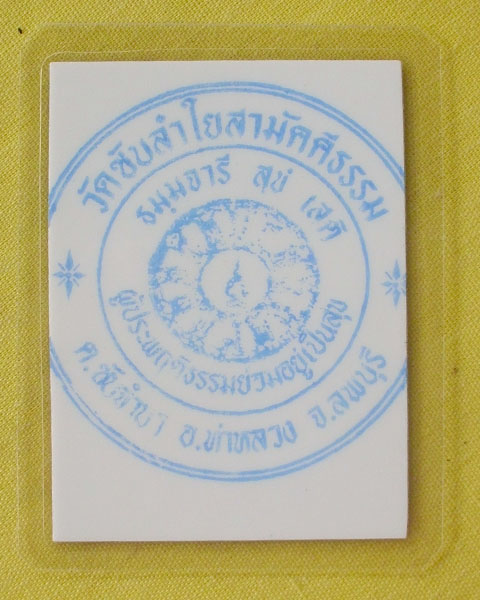 วัดซับลำใยสามัคคีธรรม
ธมฺมจารี สุขํ เสติ
ผู้ประพฤติธรรมย่อมอยู่เป็นสุข
ต.ซับจำปา อ.ท่าหลวง จ.ลพบุรี